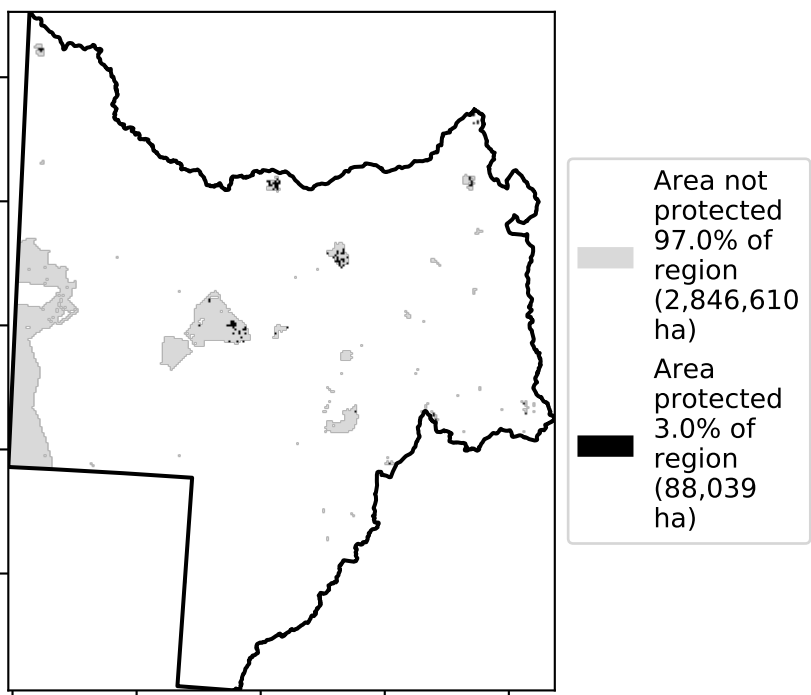 Area not
protected
97.0% of
region
(2,846,610
ha)
Area
protected
3.0% of
region
(88,039
ha)